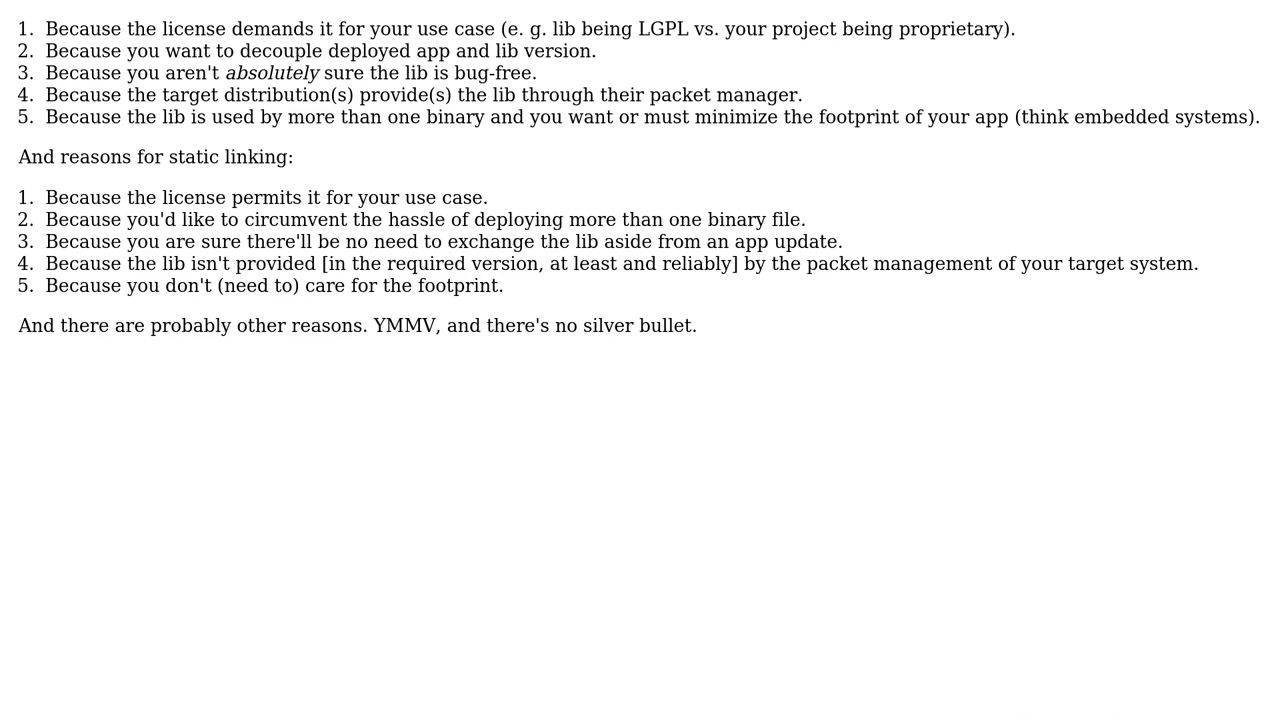 1. Because the license demands it for your use case (e. g. lib being LGPL vs. your project being proprietary).
2. Because you want to decouple deployed app and lib version.
3. Because you aren't absolutely sure the lib is bug-free.
4. Because the target distribution(s) provide(s) the lib through their packet manager.
5. Because the lib is used by more than one binary and you want or must minimize the footprint of your app (think embedded systems).
And reasons for static linking:
1. Because the license permits it for your use case.
2. Because you'd like to circumvent the hassle of deploying more than one binary file.
3. Because you are sure there'll be no need to exchange the lib aside from an app update.
4. Because the lib isn't provided [in the required version, at least and reliably] by the packet management of your target system.
5. Because you don't (need to) care for the footprint.
And there are probably other reasons. YMMV, and there's no silver bullet.